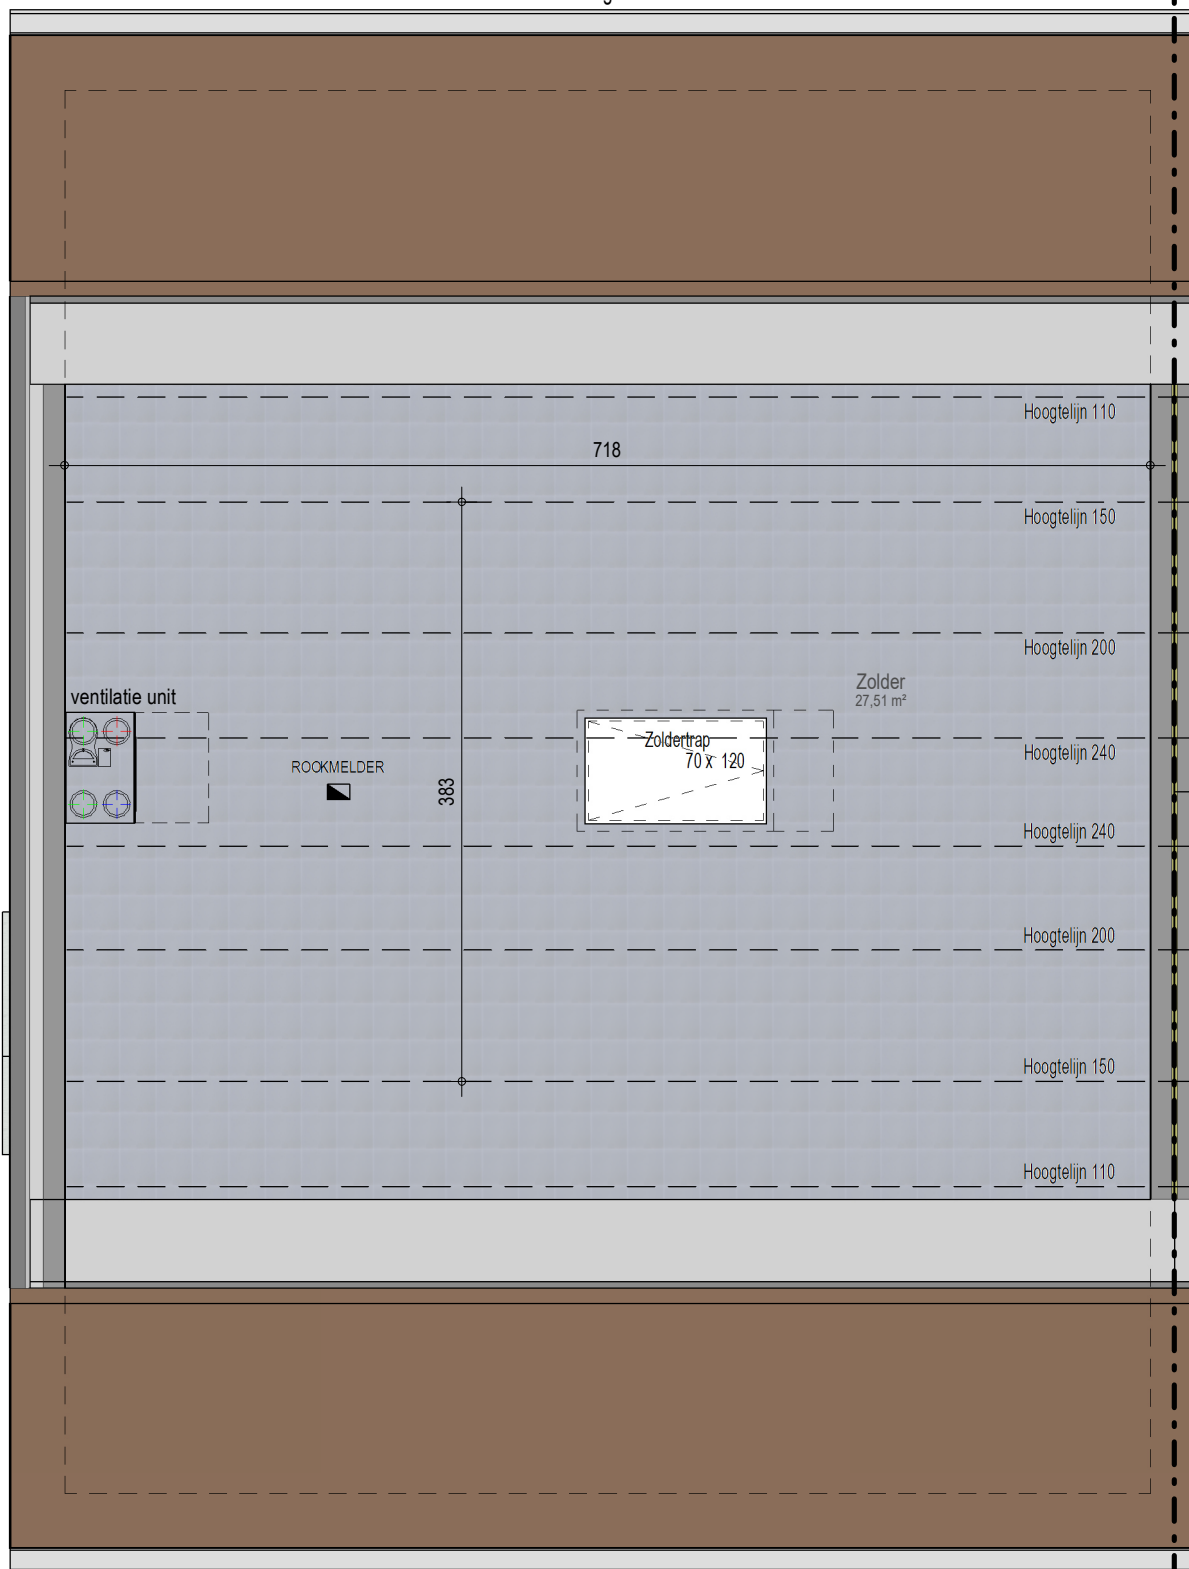 Hoogtelijn 110
718
Hoogtelijn 150
Hoogtelijn 200
Zolder
27,51 m²
ventilatie unit
Zoldertrap
70 x 120
Hoogtelijn 240
ROOKMELDER
383
Hoogtelijn 240
Hoogtelijn 200
Hoogtelijn 150
Hoogtelijn 110